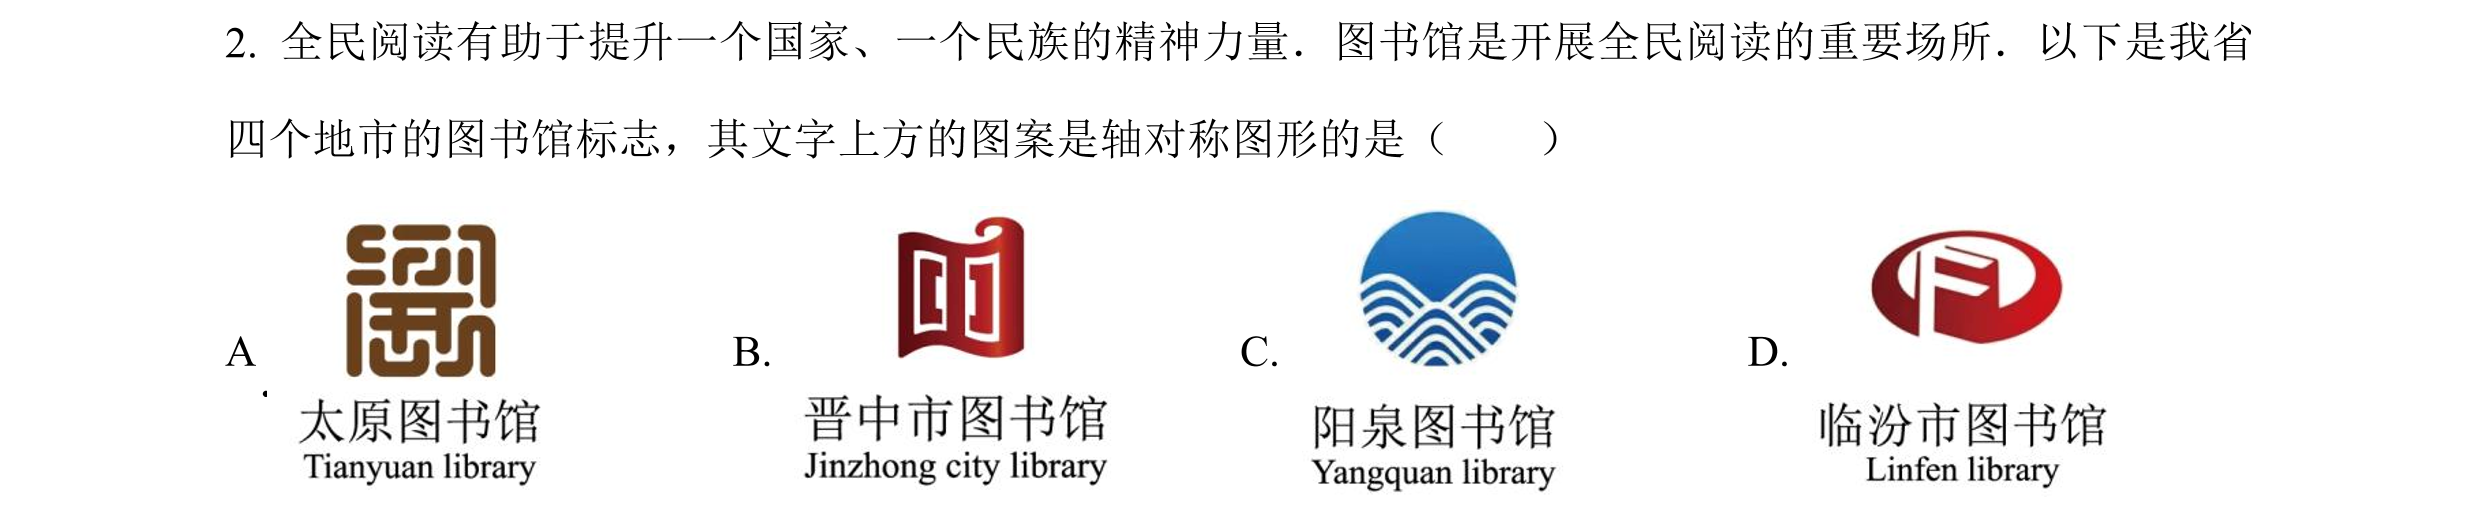 2. 全民阅读有助于提升一个国家、一个民族的精神力量．图书馆是开展全民阅读的重要场所．以下是我省
四个地市的图书馆标志，其文字上方的图案是轴对称图形的是（　　）
A.
太原图书馆
Tianyuan library
B.
晋中市图书馆
Jinzhong city library
C.
阳泉图书馆
Yangquan library
D.
临汾市图书馆
Linfen library